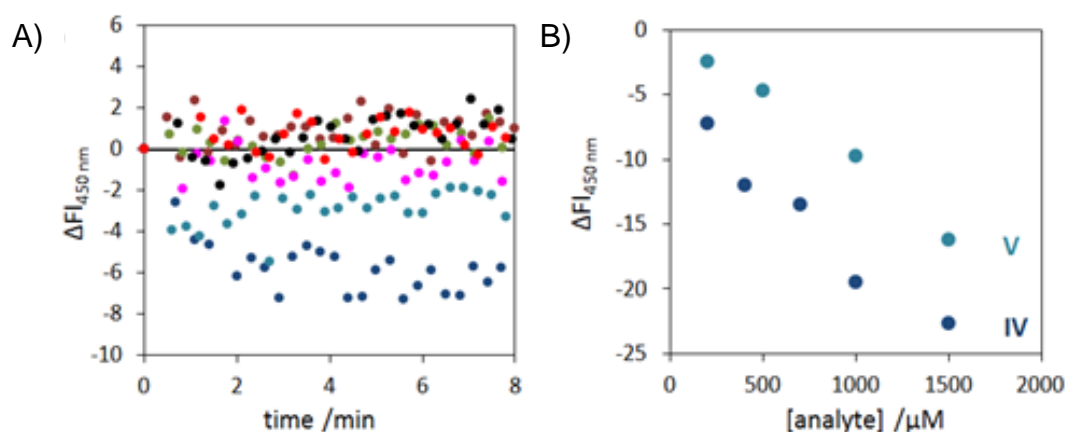 A)
6
4
2
0
-2
-4
-6
-8
-10
ΔFI450 nm
0 2 4 6 8
time /min
B)
0
-5
-10
-15
-20
-25
ΔFI450 nm
V
IV
0 500 1000 1500 2000
[analyte] /µM